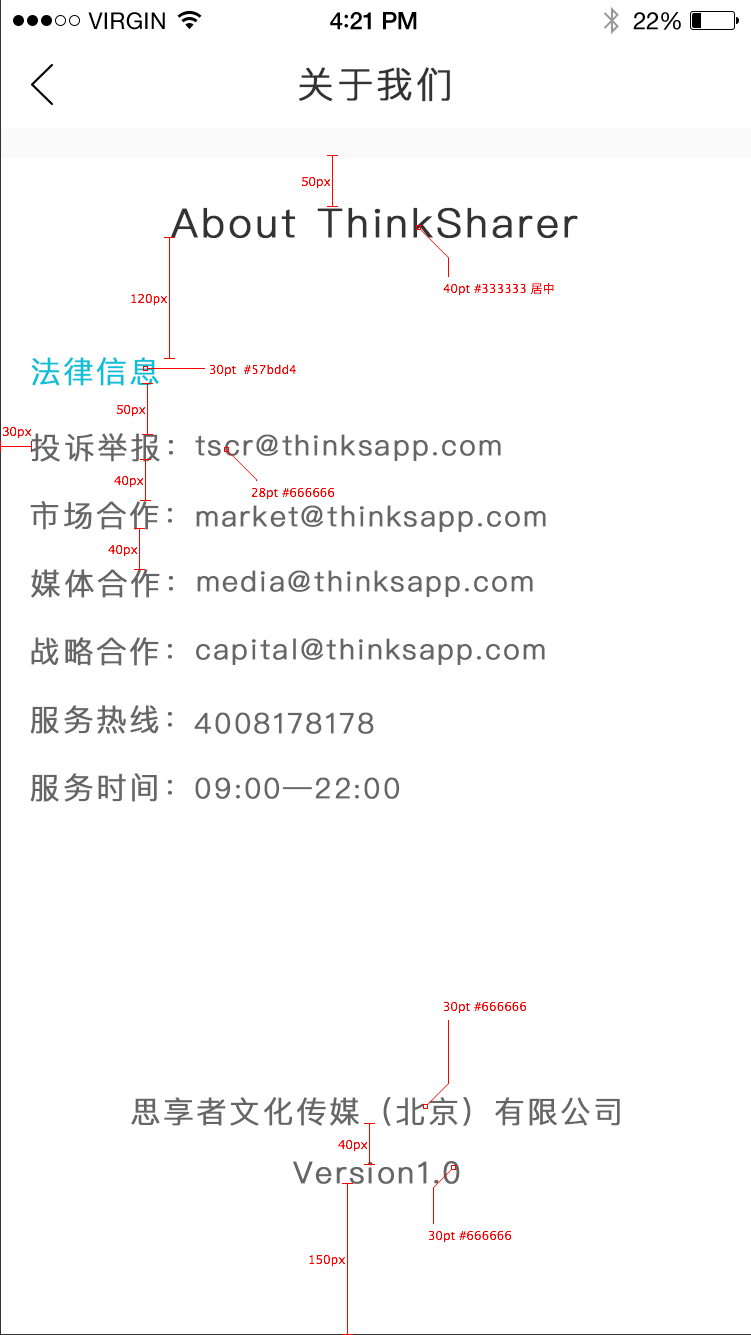 VIRGIN 4:21 PM 22%
关于我们
50px
About ThinkSharer
40pt #333333 居中
120px
法律信息
30pt #57bdd4
50px
30px
投诉举报：tscr@thinksapp.com
40px
28pt #666666
市场合作：market@thinksapp.com
40px
媒体合作：media@thinksapp.com
战略合作：capital@thinksapp.com
服务热线：4008178178
服务时间：09:00—22:00
30pt #666666
思享者文化传媒（北京）有限公司
40px
Version1.0
30pt #666666
150px